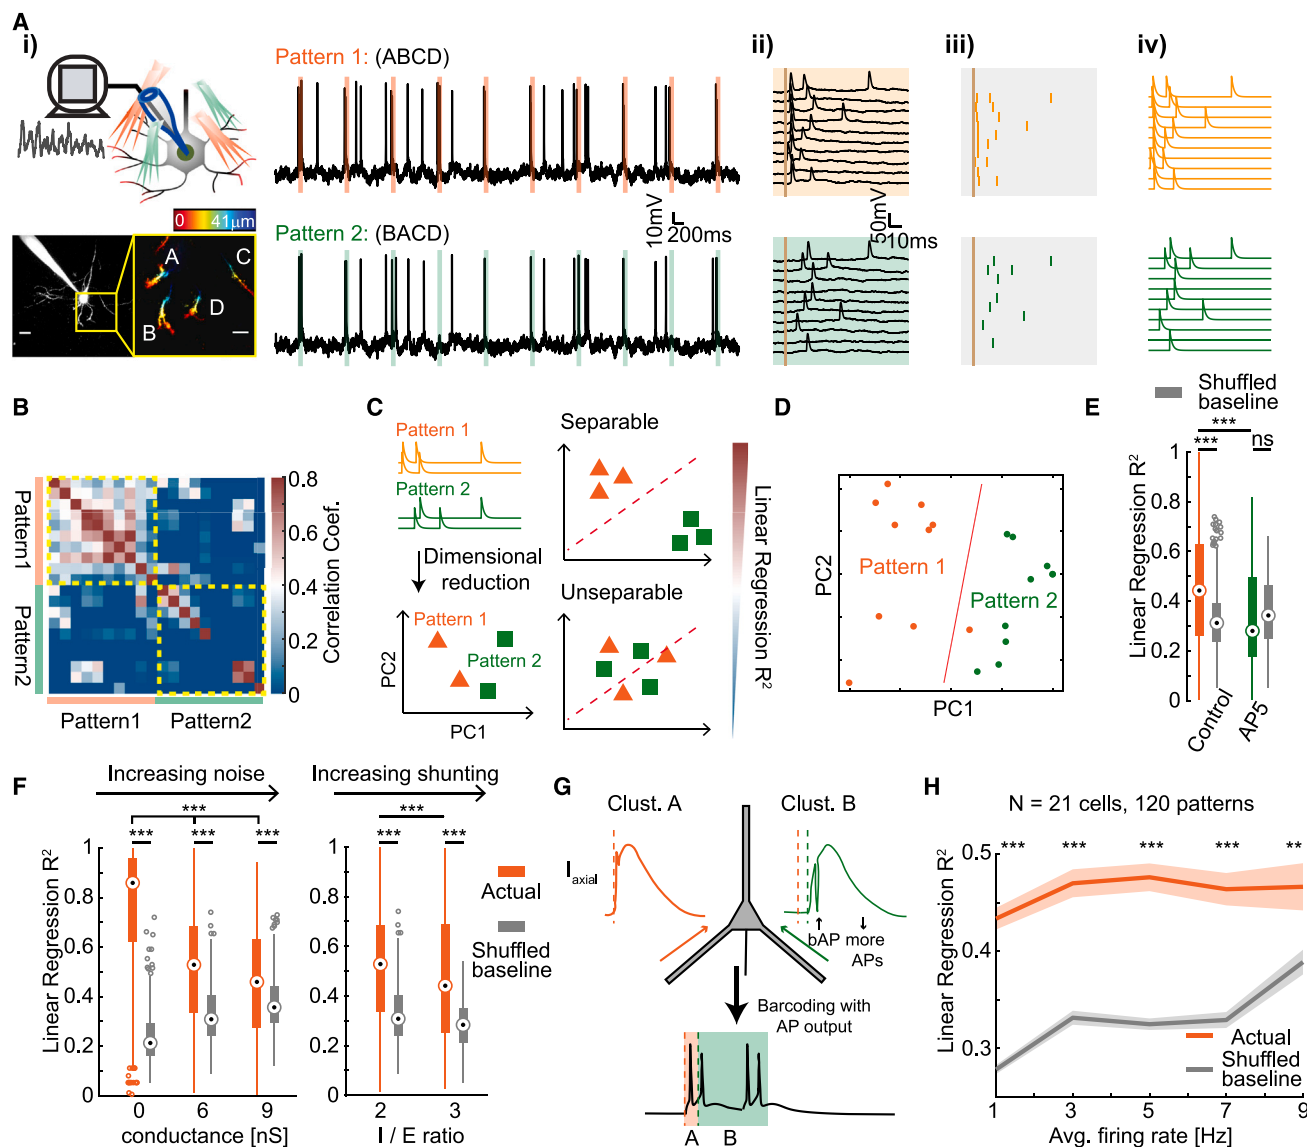 A
i)
Pattern 1: (ABCD)
ii)
iii)
iv)
0 41μm
A
C
D
B
Pattern 2: (BACD)
10mV
200ms
50mV
10ms
B
Pattern1
Pattern2
Pattern1
Pattern2
0.8
0.6
0.4
0.2
0
Correlation Coef.
C
Pattern 1
Pattern 2
Dimensional
reduction
Pattern 1
Pattern 2
PC2
PC1
Separable
Unseparable
Linear Regression R²
D
Pattern 1
Pattern 2
PC2
PC1
E
Shuffled
baseline
***
***
ns
Linear Regression R²
1
0.8
0.6
0.4
0.2
0
Control
AP5
F
Increasing noise
***
***
***
***
Linear Regression R²
1
0.8
0.6
0.4
0.2
0
0 6 9
conductance [nS]
Increasing shunting
***
***
***
1
0.8
0.6
0.4
0.2
0
2 3
I / E ratio
Actual
Shuffled
baseline
G
Clust. A
Clust. B
I axial
bAP more
APs
Barcoding with
AP output
A B
H
N = 21 cells, 120 patterns
*** *** *** *** **
Linear Regression R²
0.5
0.4
0.3
Actual
Shuffled
baseline
1 3 5 7 9
Avg. firing rate [Hz]